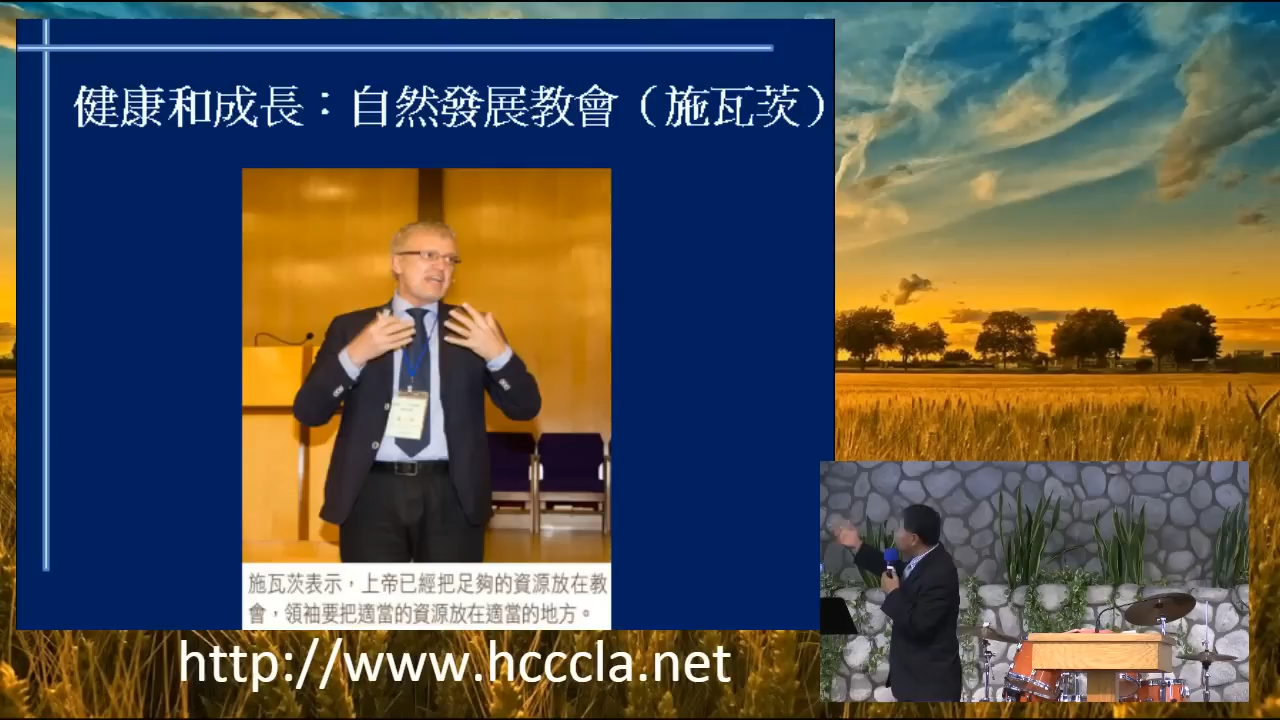 健康和成長：自然發展教會（施瓦茨）
施瓦茨表示，上帝已經把足夠的資源放在教
會，領袖要把適當的資源放在適當的地方。
http://www.hcccla.net